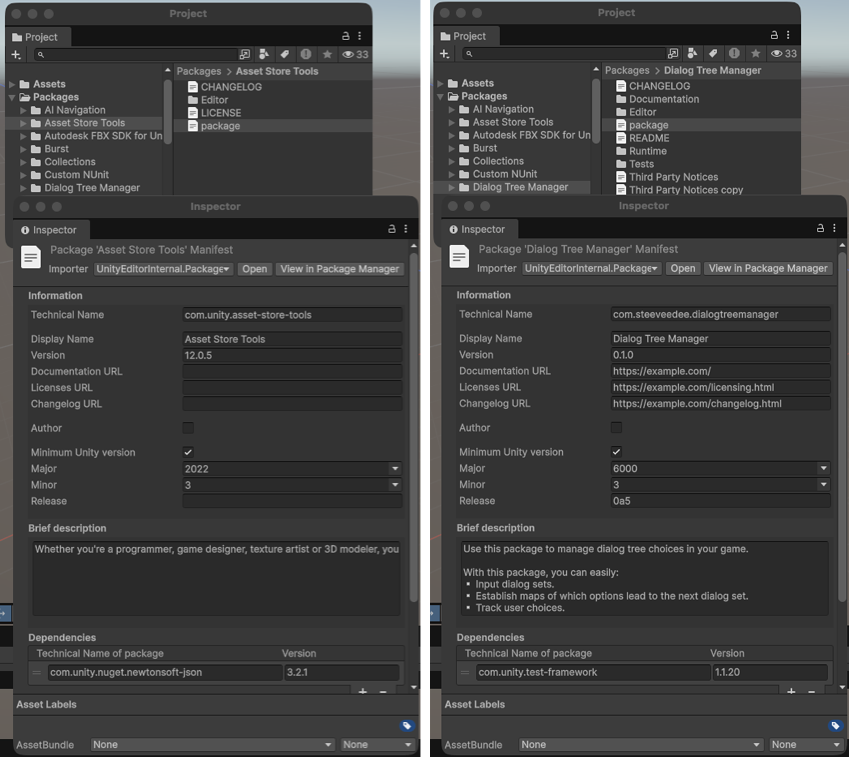 Project
Project
33
Assets
Packages
AI Navigation
Asset Store Tools
Autodesk FBX SDK for Un
Burst
Collections
Custom NUnit
Dialog Tree Manager
Packages > Asset Store Tools
CHANGELOG
Editor
LICENSE
package
Inspector
Inspector
Package 'Asset Store Tools' Manifest
Importer UnityEditorInternal.Package Open View in Package Manager
Information
Technical Name com.unity.asset-store-tools
Display Name Asset Store Tools
Version 12.0.5
Documentation URL
Licenses URL
Changelog URL
Author
Minimum Unity version
Major 2022
Minor 3
Release
Brief description
Whether you're a programmer, game designer, texture artist or 3D modeler, you
Dependencies
Technical Name of package Version
com.unity.nuget.newtonsoft-json 3.2.1
Asset Labels
AssetBundle None None
Project
Project
33
Assets
Packages
AI Navigation
Asset Store Tools
Autodesk FBX SDK for Un
Burst
Collections
Custom NUnit
Dialog Tree Manager
Packages > Dialog Tree Manager
CHANGELOG
Documentation
Editor
package
README
Runtime
Tests
Third Party Notices
Third Party Notices copy
Inspector
Inspector
Package 'Dialog Tree Manager' Manifest
Importer UnityEditorInternal.Package Open View in Package Manager
Information
Technical Name com.steeveedee.dialogtreemanager
Display Name Dialog Tree Manager
Version 0.1.0
Documentation URL https://example.com/
Licenses URL https://example.com/licensing.html
Changelog URL https://example.com/changelog.html
Author
Minimum Unity version
Major 6000
Minor 3
Release 0a5
Brief description
Use this package to manage dialog tree choices in your game.
With this package, you can easily:
▪ Input dialog sets.
▪ Establish maps of which options lead to the next dialog set.
▪ Track user choices.
Dependencies
Technical Name of package Version
com.unity.test-framework 1.1.20
Asset Labels
AssetBundle None None